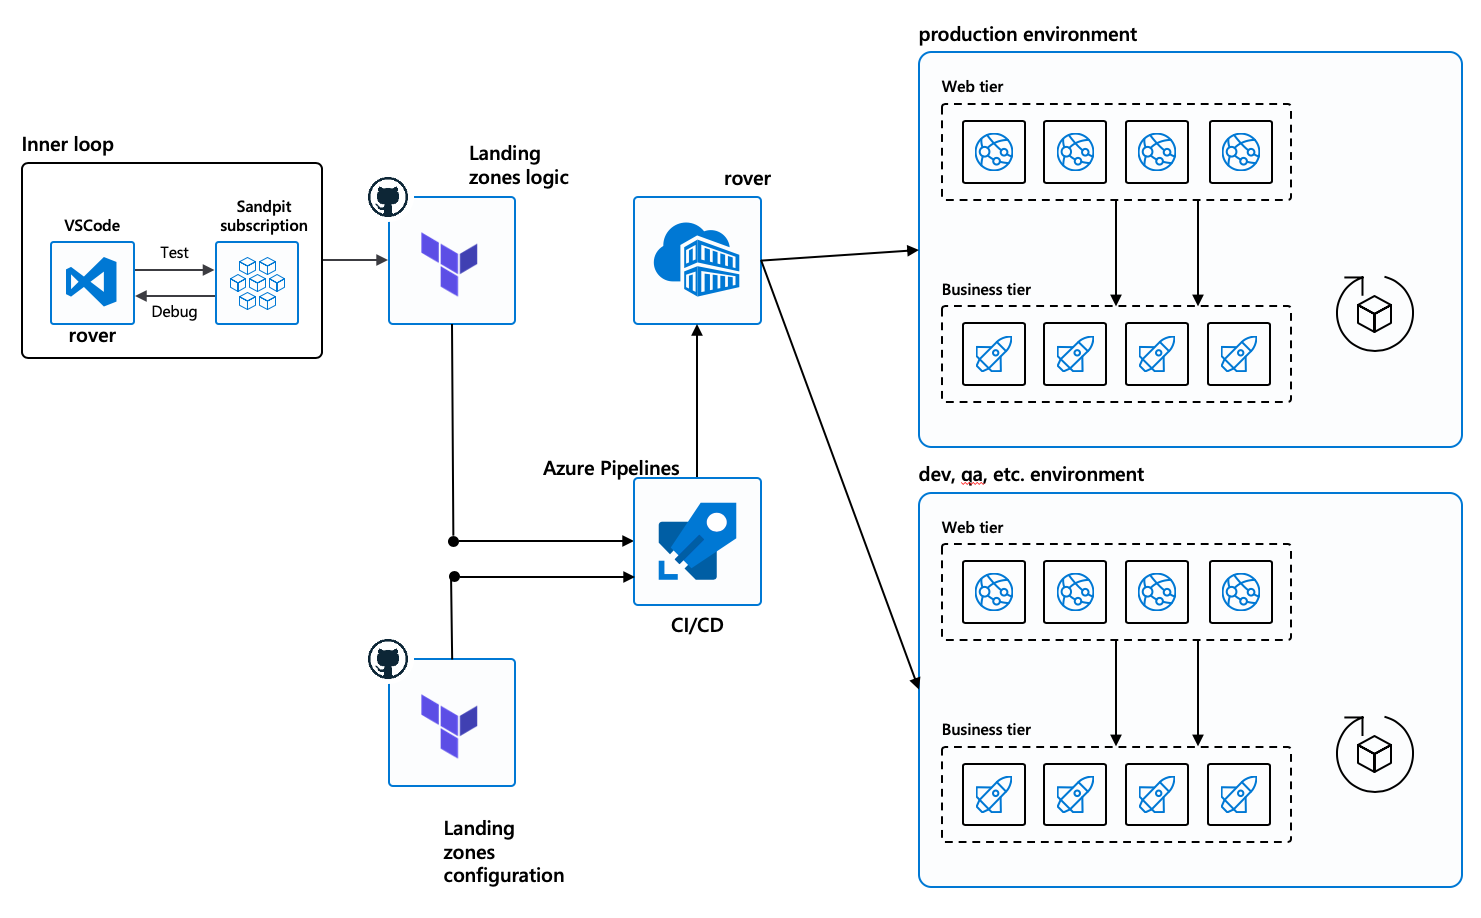 Inner loop
VSCode
Sandpit
subscription
Test
Debug
rover
Landing
zones logic
rover
Azure Pipelines
CI/CD
Landing
zones
configuration
production environment
Web tier
Business tier
dev, qa, etc. environment
Web tier
Business tier